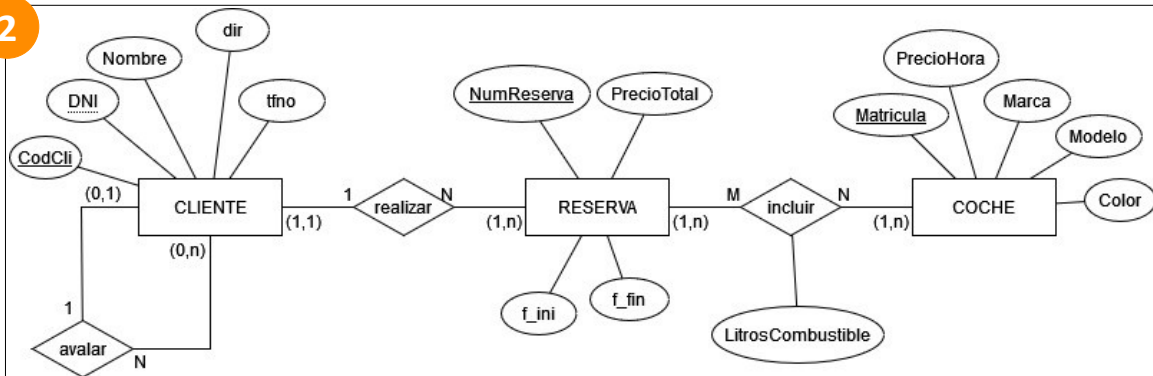 2
dir
Nombre
DNI
tfno
CodCli
(0,1)
CLIENTE
(1,1)
(0,n)
1
avalar
N
1
realizar
N
NumReserva
PrecioTotal
(1,n)
RESERVA
(1,n)
f_ini
f_fin
M
incluir
N
LitrosCombustible
PrecioHora
Matricula
Marca
Modelo
(1,n)
COCHE
Color